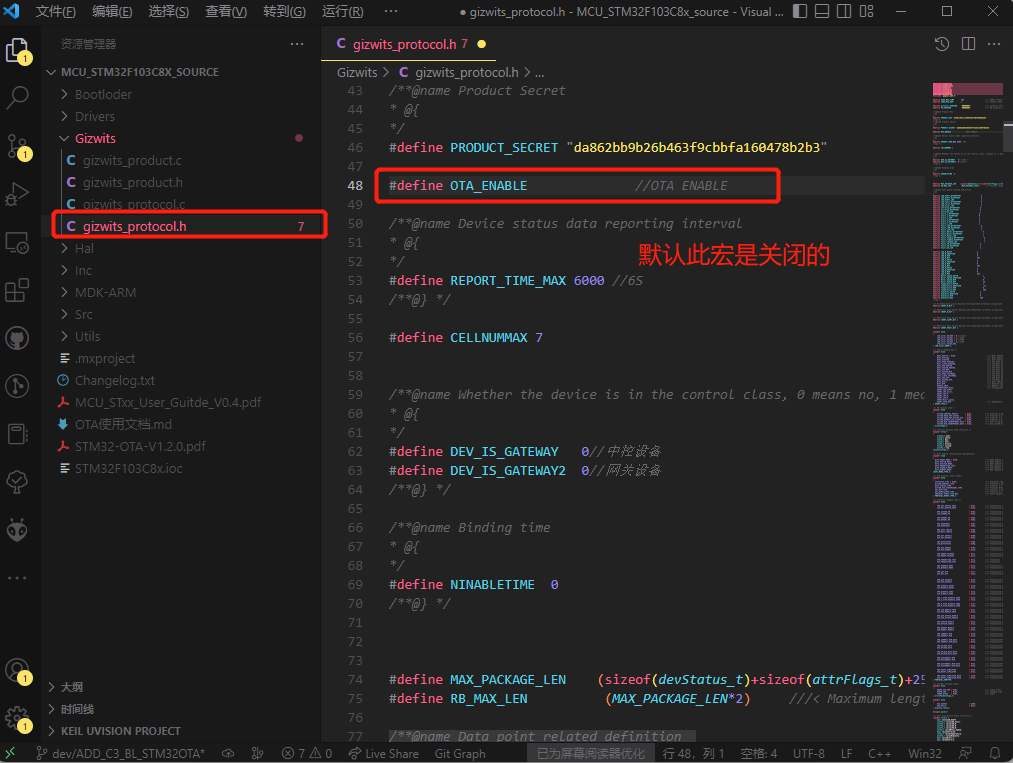 文件(F) 编辑(E) 选择(S) 查看(V) 转到(G) 运行(R) ··· ● gizwits_protocol.h - MCU_STM32F103C8x_source - Visual ...
资源管理器 ···
MCU_STM32F103C8X_SOURCE
Bootloder
Drivers
Gizwits
C gizwits_product.c
C gizwits_product.h
C gizwits_protocol.c
C gizwits_protocol.h 7
Hal
Inc
MDK-ARM
Src
Utils
.mxproject
Changelog.txt
MCU_STxx_User_Guitde_V0.4.pdf
OTA使用文档.md
STM32-OTA-V1.2.0.pdf
STM32F103C8x.ioc
大纲
时间线
KEIL UVISION PROJECT
1
1
1
1
C gizwits_protocol.h 7 ●
Gizwits > C gizwits_protocol.h > ...
43 /**@name Product Secret
44 * @{
45 */
46 #define PRODUCT_SECRET "da862bb9b26b463f9cbbfa160478b2b3"
47
48 #define OTA_ENABLE //OTA ENABLE
49
50 /**@name Device status data reporting interval
51 * @{
默认此宏是关闭的
52 */
53 #define REPORT_TIME_MAX 6000 //6S
54 /**@} */
55
56 #define CELLNUMMAX 7
57
58
59 /**@name Whether the device is in the control class, 0 means no, 1 mea
60 * @{
61 */
62 #define DEV_IS_GATEWAY 0//中控设备
63 #define DEV_IS_GATEWAY2 0//网关设备
64 /**@} */
65
66 /**@name Binding time
67 * @{
68 */
69 #define NINABLETIME 0
70 /**@} */
71
72
73
74 #define MAX_PACKAGE_LEN (sizeof(devStatus_t)+sizeof(attrFlags_t)+25
75 #define RB_MAX_LEN (MAX_PACKAGE_LEN*2) ///< Maximum lengt
76
77 /**@name Data point related definition
dev/ADD_C3_BL_STM32OTA* 7 0 Live Share Git Graph 已为屏幕阅读器优化 行 48，列 1 空格: 4 UTF-8 LF C++ Win32